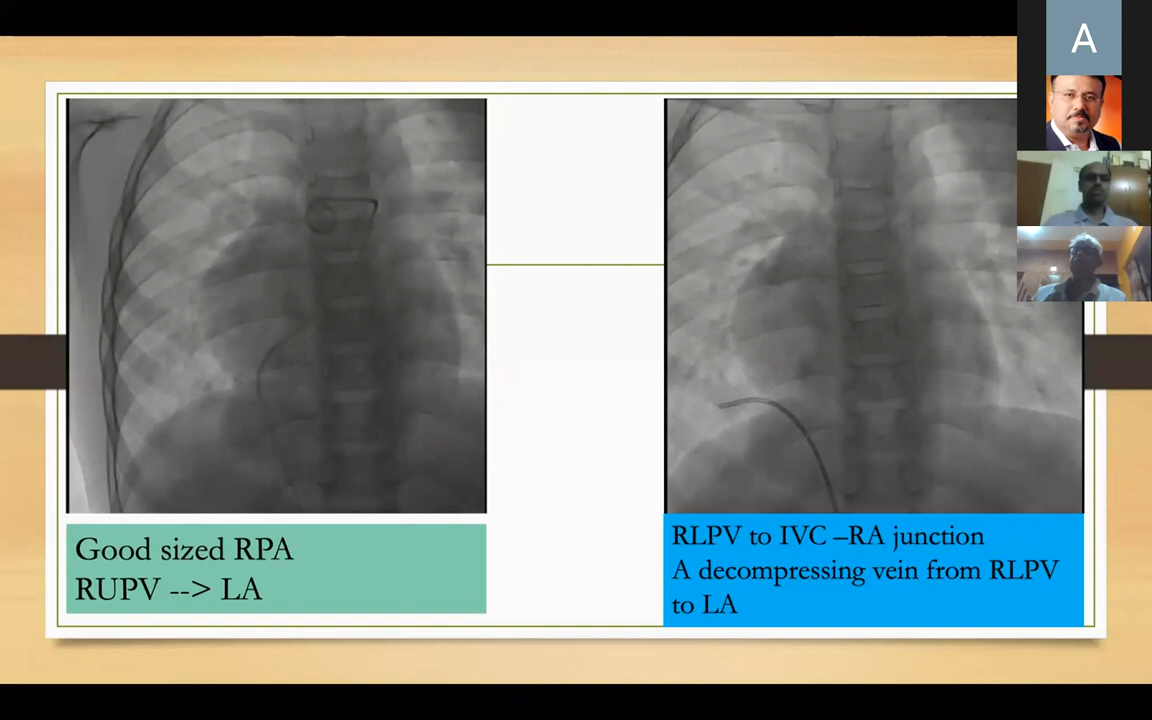 A
Good sized RPA
RUPV --> LA
RLPV to IVC –RA junction
A decompressing vein from RLPV
to LA